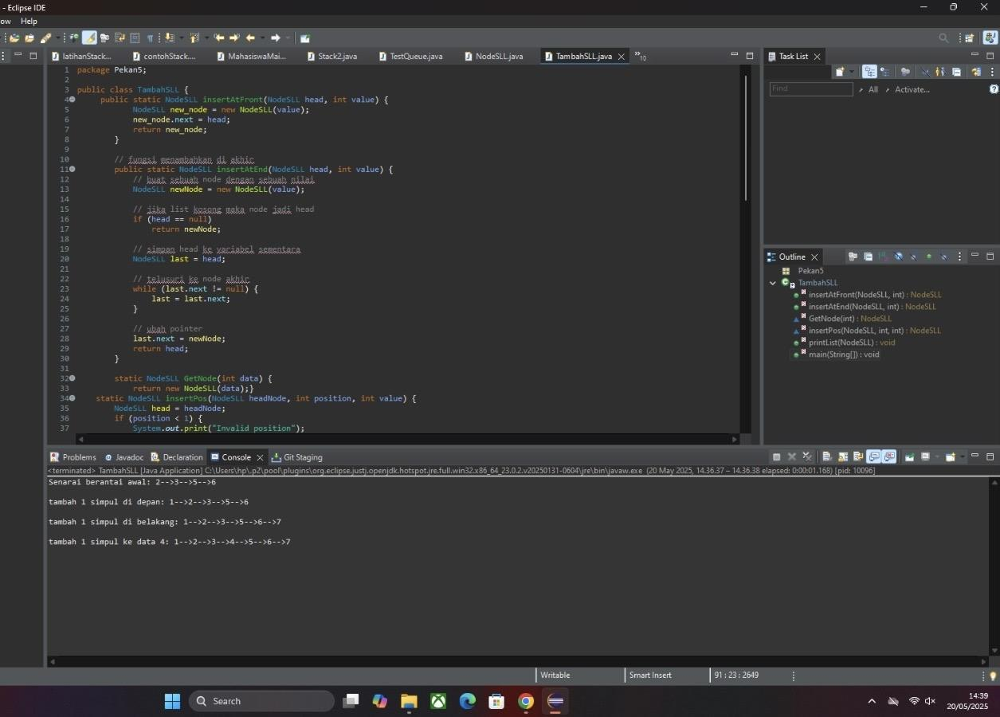 - Eclipse IDE
ow Help
latihanStack...
contohStack....
MahasiswaMai...
Stack2.java
TestQueue.java
NodeSLL.java
TambahSLL.java
»10
1 package Pekan5;
2
3 public class TambahSLL {
4 public static NodeSLL insertAtFront(NodeSLL head, int value) {
5 NodeSLL new_node = new NodeSLL(value);
6 new_node.next = head;
7 return new_node;
8 }
9
10 // fungsi menambahkan di akhir
11 public static NodeSLL insertAtEnd(NodeSLL head, int value) {
12 // buat sebuah node dengan sebuah nilai
13 NodeSLL newNode = new NodeSLL(value);
14
15 // jika list kosong maka node jadi head
16 if (head == null)
17 return newNode;
18
19 // simpan head ke variabel sementara
20 NodeSLL last = head;
21
22 // telusuri ke node akhir
23 while (last.next != null) {
24 last = last.next;
25 }
26
27 // ubah pointer
28 last.next = newNode;
29 return head;
30 }
31
32 static NodeSLL GetNode(int data) {
33 return new NodeSLL(data);}
34 static NodeSLL insertPos(NodeSLL headNode, int position, int value) {
35 NodeSLL head = headNode;
36 if (position < 1) {
37 System.out.print("Invalid position");
Task List
Find
All
Activate...
Outline
Pekan5
TambahSLL
insertAtFront(NodeSLL, int) : NodeSLL
insertAtEnd(NodeSLL, int) : NodeSLL
GetNode(int) : NodeSLL
insertPos(NodeSLL, int, int) : NodeSLL
printList(NodeSLL) : void
main(String[]) : void
Problems
Javadoc
Declaration
Console
Git Staging
<terminated> TambahSLL [Java Application] C:\Users\hp\.p2\pool\plugins\org.eclipse.justj.openjdk.hotspot.jre.full.win32.x86_64_23.0.2.v20250131-0604\jre\bin\javaw.exe (20 May 2025, 14.36.37 – 14.36.38 elapsed: 0:00:01.168) [pid: 10096]
Senarai berantai awal: 2-->3-->5-->6
tambah 1 simpul di depan: 1-->2-->3-->5-->6
tambah 1 simpul di belakang: 1-->2-->3-->5-->6-->7
tambah 1 simpul ke data 4: 1-->2-->3-->4-->5-->6-->7
Writable
Smart Insert
91 : 23 : 2649
Search
14:39
20/05/2025